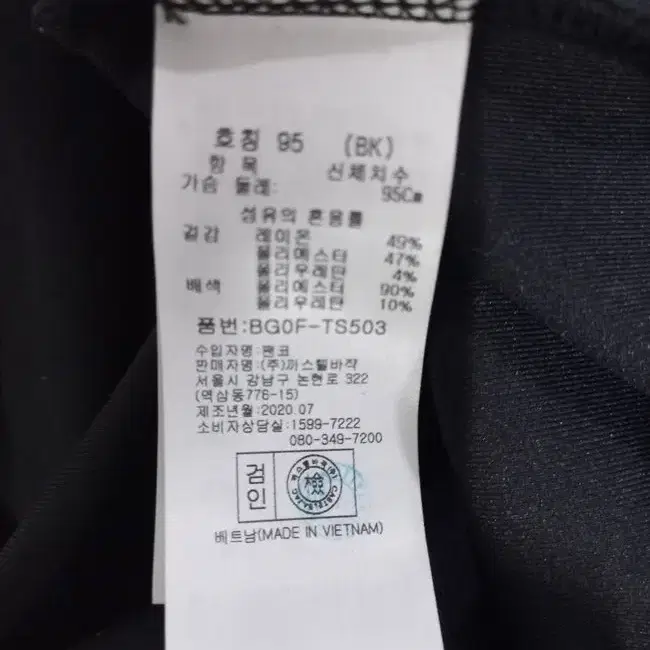 호칭 95 (BK)
항목 신체치수
가슴 둘레: 95Cm
섬유의 혼용률
겉감 레이온 49%
폴리에스터 47%
폴리우레탄 4%
배색 폴리에스터 90%
폴리우레탄 10%
품번:BG0F-TS503
수입자명:팬코
판매자명:(주)까스텔바작
서울시 강남구 논현로 322
(역삼동776-15)
제조년월:2020.07
소비자상담실:1599-7222
080-349-7200
검인
베트남(MADE IN VIETNAM)